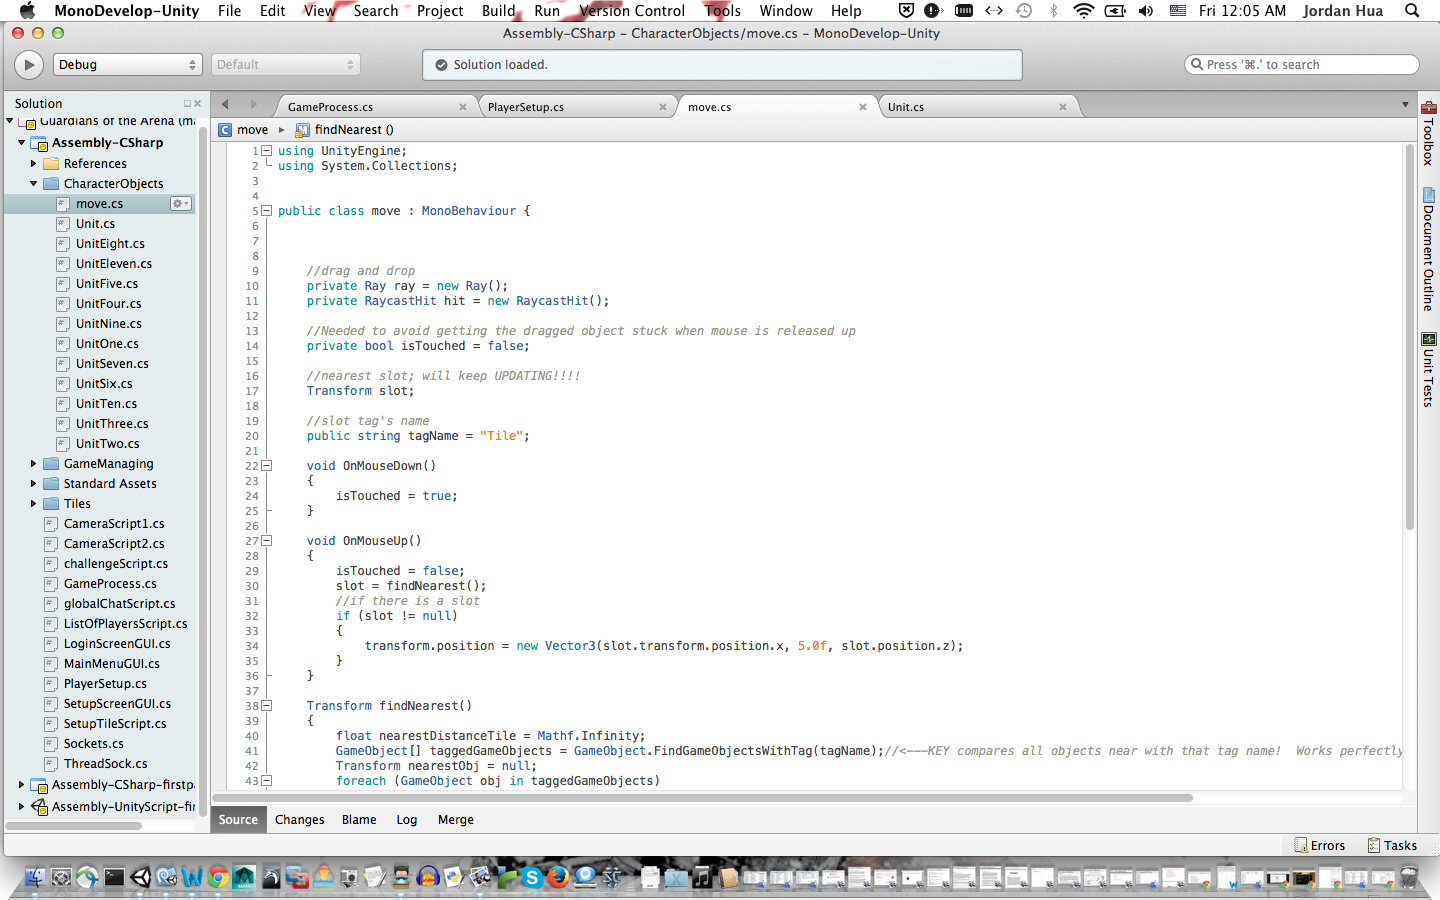 MonoDevelop-Unity File Edit View Search Project Build Run Version Control Tools Window Help Fri 12:05 AM Jordan Hua
Assembly-CSharp – CharacterObjects/move.cs – MonoDevelop-Unity
Debug Default Solution loaded. Press '⌘.' to search
Solution
Guardians of the Arena (m
Assembly-CSharp
References
CharacterObjects
move.cs
Unit.cs
UnitEight.cs
UnitEleven.cs
UnitFive.cs
UnitFour.cs
UnitNine.cs
UnitOne.cs
UnitSeven.cs
UnitSix.cs
UnitTen.cs
UnitThree.cs
UnitTwo.cs
GameManaging
Standard Assets
Tiles
CameraScript1.cs
CameraScript2.cs
challengeScript.cs
GameProcess.cs
globalChatScript.cs
ListOfPlayersScript.cs
LoginScreenGUI.cs
MainMenuGUI.cs
PlayerSetup.cs
SetupScreenGUI.cs
SetupTileScript.cs
Sockets.cs
ThreadSock.cs
Assembly-CSharp-firstp
Assembly-UnityScript-fir
GameProcess.cs PlayerSetup.cs move.cs Unit.cs
move findNearest ()
1 using UnityEngine;
2 using System.Collections;
3
4
5 public class move : MonoBehaviour {
6
7
8
9 //drag and drop
10 private Ray ray = new Ray();
11 private RaycastHit hit = new RaycastHit();
12
13 //Needed to avoid getting the dragged object stuck when mouse is released up
14 private bool isTouched = false;
15
16 //nearest slot; will keep UPDATING!!!!
17 Transform slot;
18
19 //slot tag's name
20 public string tagName = "Tile";
21
22 void OnMouseDown()
23 {
24 isTouched = true;
25 }
26
27 void OnMouseUp()
28 {
29 isTouched = false;
30 slot = findNearest();
31 //if there is a slot
32 if (slot != null)
33 {
34 transform.position = new Vector3(slot.transform.position.x, 5.0f, slot.position.z);
35 }
36 }
37
38 Transform findNearest()
39 {
40 float nearestDistanceTile = Mathf.Infinity;
41 GameObject[] taggedGameObjects = GameObject.FindGameObjectsWithTag(tagName);//<---KEY compares all objects near with that tag name!  Works perfectly
42 Transform nearestObj = null;
43 foreach (GameObject obj in taggedGameObjects)
Source Changes Blame Log Merge
Toolbox
Document Outline
Unit Tests
Errors Tasks